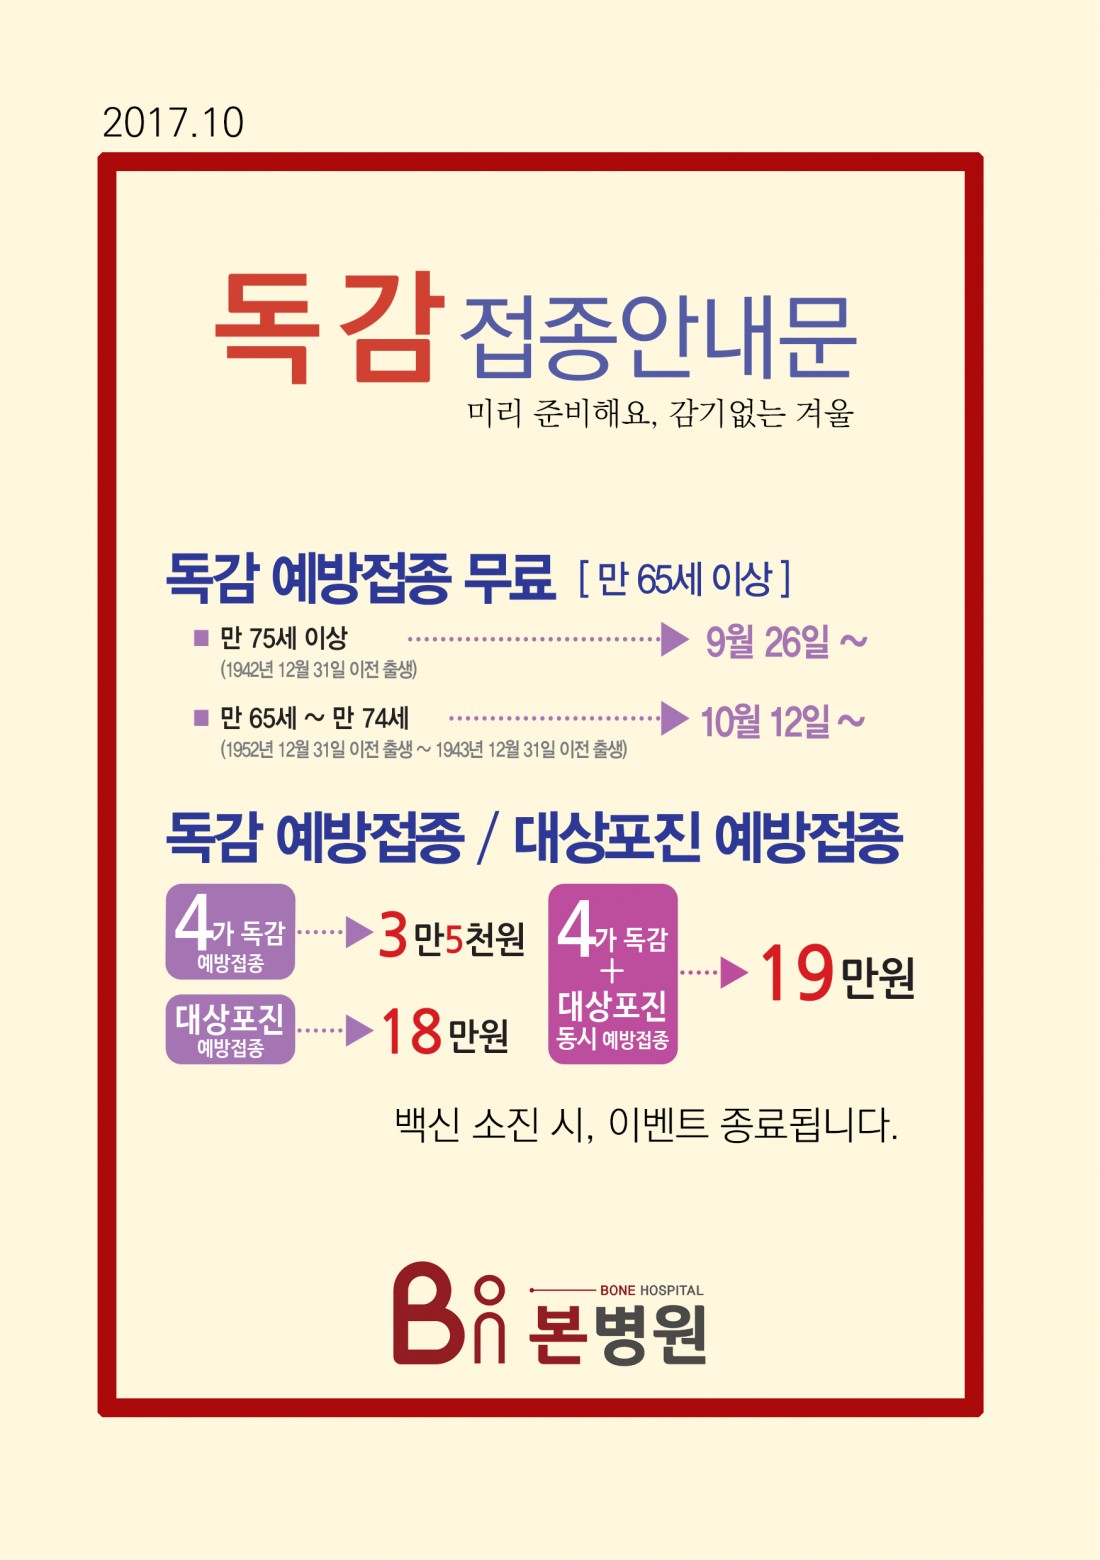 2017.10
독감 접종안내문
미리 준비해요, 감기없는 겨울
독감 예방접종 무료 [ 만 65세 이상 ]
■ 만 75세 이상 9월 26일 ~
(1942년 12월 31일 이전 출생)
■ 만 65세 ~ 만 74세 10월 12일 ~
(1952년 12월 31일 이전 출생 ~ 1943년 12월 31일 이전 출생)
독감 예방접종 / 대상포진 예방접종
4가 독감
예방접종
3만5천원
대상포진
예방접종
18만원
4가 독감
+
대상포진
동시 예방접종
19만원
백신 소진 시, 이벤트 종료됩니다.
Bon
BONE HOSPITAL
본병원